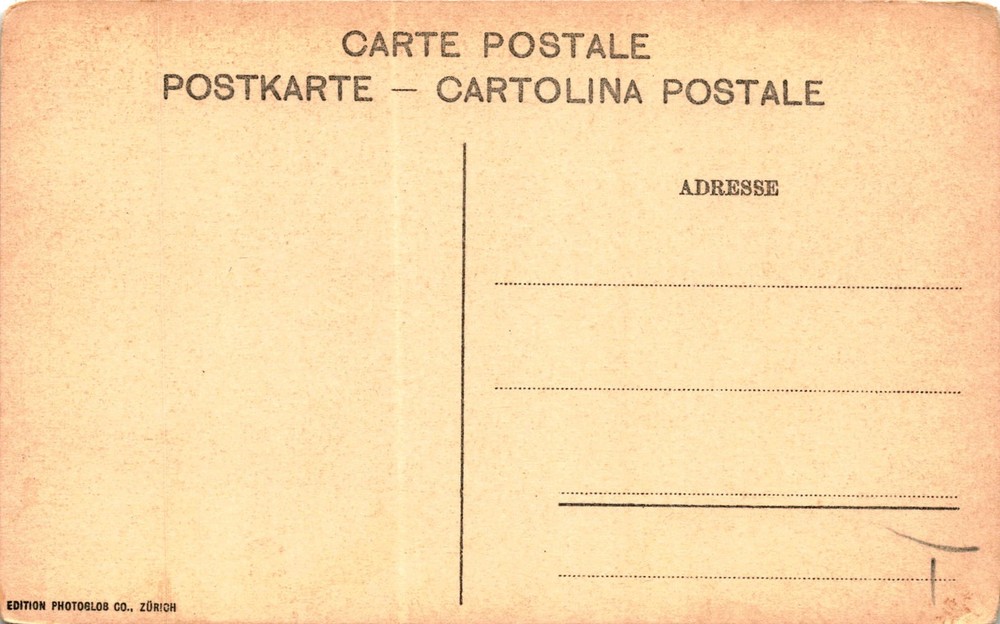 CARTE POSTALE
POSTKARTE — CARTOLINA POSTALE
ADRESSE
EDITION PHOTOGLOB CO., ZÜRICH